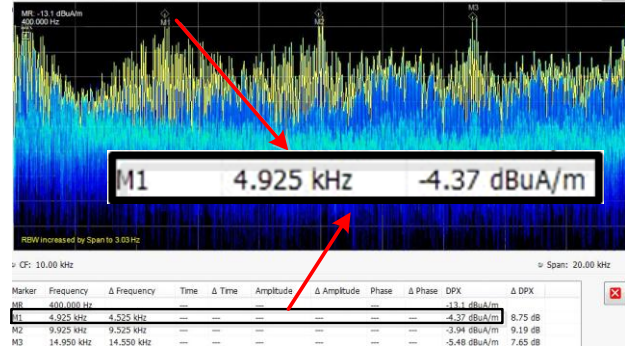 MR: -13.1 dBuA/m
400.000 Hz
M1
M2
M3
M1 4.925 kHz -4.37 dBuA/m
RBW increased by Span to 3.03 Hz
CF: 10.00 kHz Span: 20.00 kHz
Marker Frequency Δ Frequency Time Δ Time Amplitude Δ Amplitude Phase Δ Phase DPX Δ DPX
MR 400.000 Hz --- --- --- --- -13.1 dBuA/m
M1 4.925 kHz 4.525 kHz --- --- --- --- --- --- -4.37 dBuA/m 8.75 dB
M2 9.925 kHz 9.525 kHz --- --- --- --- --- --- -3.94 dBuA/m 9.19 dB
M3 14.950 kHz 14.550 kHz --- --- --- --- --- --- -5.48 dBuA/m 7.65 dB